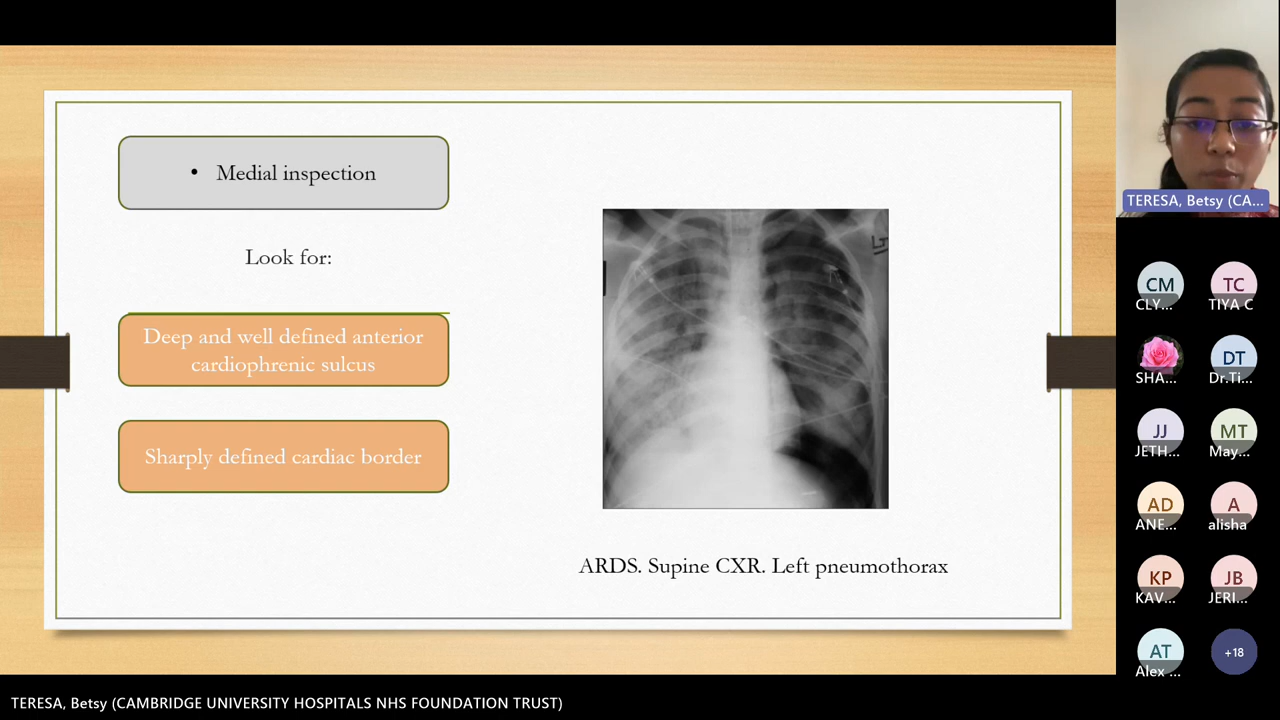 • Medial inspection
Look for:
Deep and well defined anterior
cardiophrenic sulcus
Sharply defined cardiac border
LT
ARDS. Supine CXR. Left pneumothorax
TERESA, Betsy (CA...
CM
CLY...
TC
TIYA C
SHA...
DT
Dr.Ti...
JJ
JETH...
MT
May...
AD
ANE...
A
alisha
KP
KAV...
JB
JERI...
AT
Alex ...
+18
TERESA, Betsy (CAMBRIDGE UNIVERSITY HOSPITALS NHS FOUNDATION TRUST)